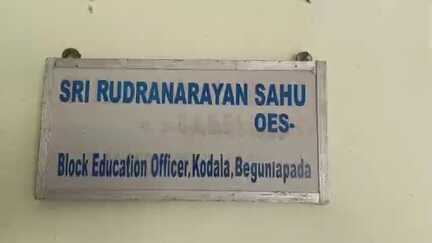 SRI RUDRANARAYAN SAHU
OES-
Block Education Officer,Kodala,Beguniapada